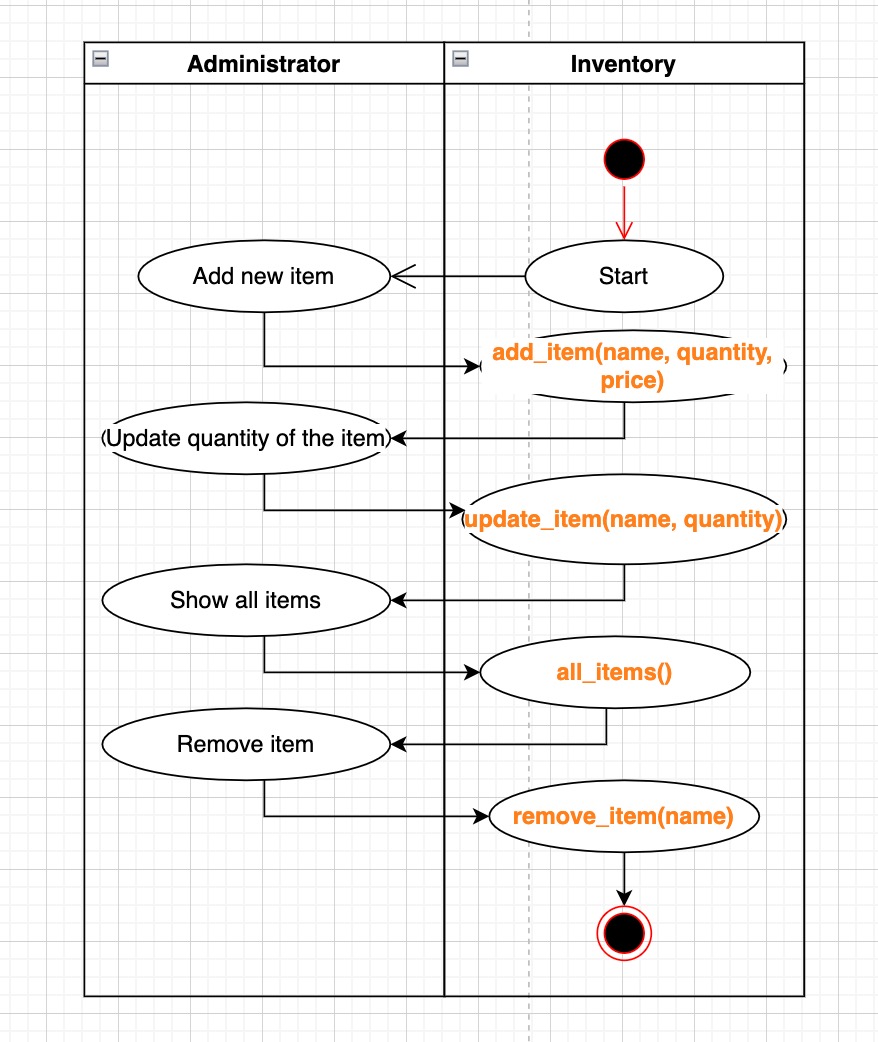 Administrator
Inventory
Start
Add new item
add_item(name, quantity,
price)
Update quantity of the item
update_item(name, quantity)
Show all items
all_items()
Remove item
remove_item(name)